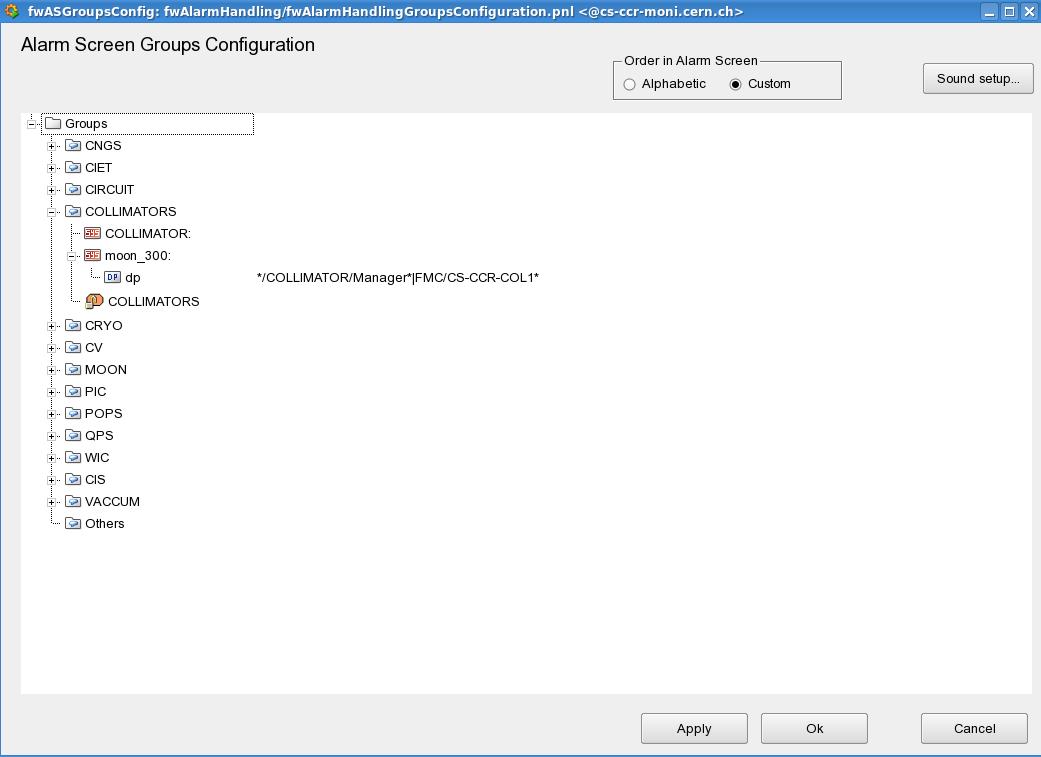 fwASGroupsConfig: fwAlarmHandling/fwAlarmHandlingGroupsConfiguration.pnl <@cs-ccr-moni.cern.ch>
Alarm Screen Groups Configuration
Order in Alarm Screen
Alphabetic Custom
Sound setup...
Groups
CNGS
CIET
CIRCUIT
COLLIMATORS
SYS COLLIMATOR:
SYS moon_300:
DP dp */COLLIMATOR/Manager*|FMC/CS-CCR-COL1*
COLLIMATORS
CRYO
CV
MOON
PIC
POPS
QPS
WIC
CIS
VACCUM
Others
Apply Ok Cancel